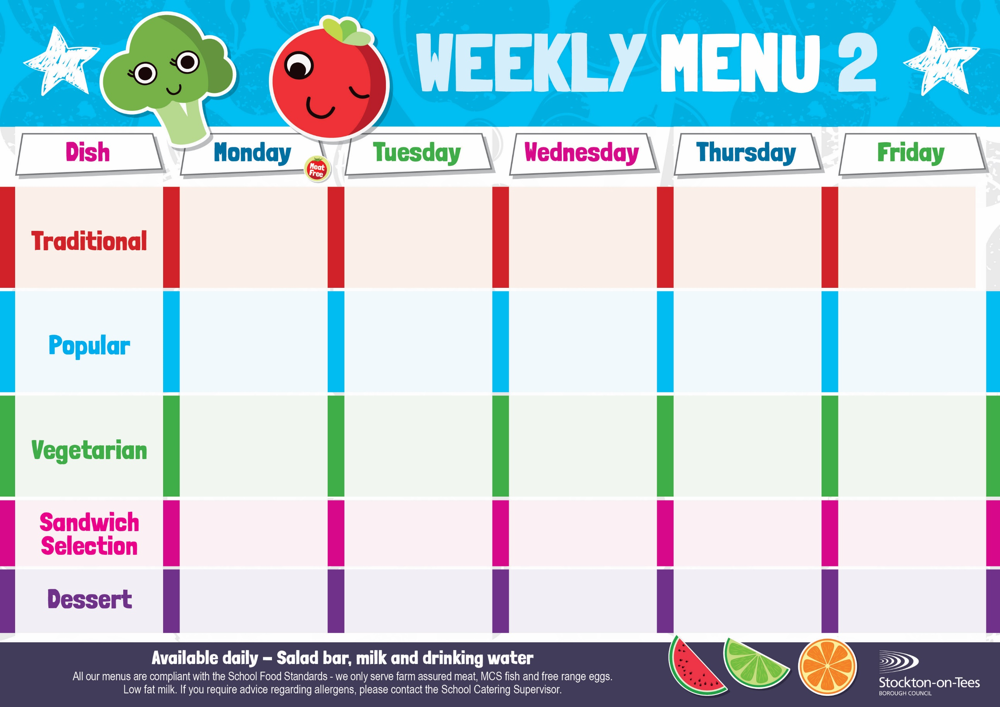 WEEKLY MENU 2
Dish
Monday
Meat
Free
Tuesday
Wednesday
Thursday
Friday
Traditional
Popular
Vegetarian
Sandwich
Selection
Dessert
Available daily – Salad bar, milk and drinking water
All our menus are compliant with the School Food Standards - we only serve farm assured meat, MCS fish and free range eggs.
Low fat milk. If you require advice regarding allergens, please contact the School Catering Supervisor.
Stockton-on-Tees
BOROUGH COUNCIL